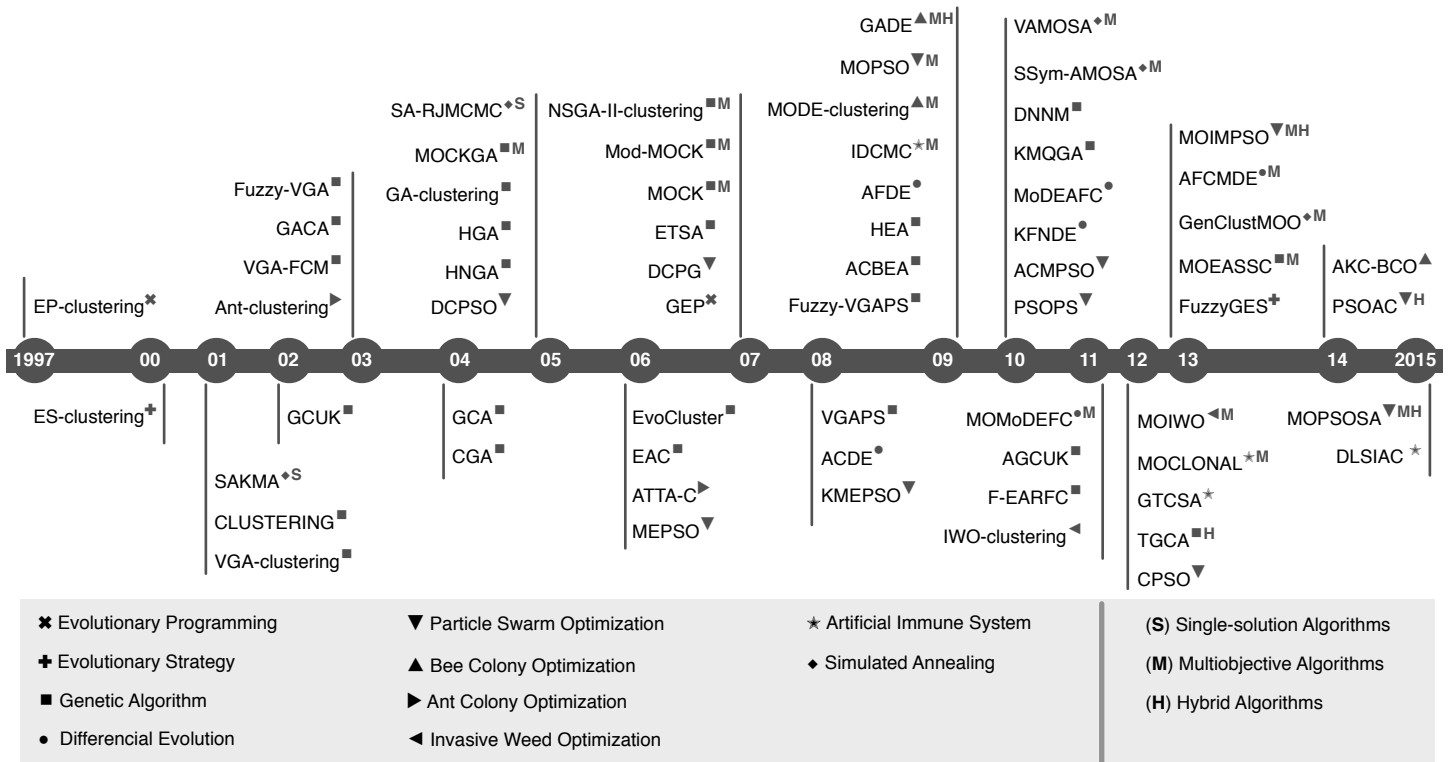 GADE▲MH
MOPSO▼M
MODE-clustering▲M
IDCMC✭M
AFDE●
HEA■
ACBEA■
Fuzzy-VGAPS■
VAMOSA◆M
SSym-AMOSA◆M
DNNM■
KMQGA■
MoDEAFC●
KFNDE●
ACMPSO▼
PSOPS▼
SA-RJMCMC◆S
MOCKGA■M
GA-clustering■
HGA■
HNGA■
DCPSO▼
NSGA-II-clustering■M
Mod-MOCK■M
MOCK■M
ETSA■
DCPG▼
GEP✖
MOIMPSO▼MH
AFCMDE●M
GenClustMOO◆M
MOEASSC■M
FuzzyGES✚
Fuzzy-VGA■
GACA■
VGA-FCM■
Ant-clustering▶
EP-clustering✖
AKC-BCO▲
PSOAC▼H
1997 00 01 02 03 04 05 06 07 08 09 10 11 12 13 14 2015
ES-clustering✚
GCUK■
SAKMA◆S
CLUSTERING■
VGA-clustering■
GCA■
CGA■
EvoCluster■
EAC■
ATTA-C▶
MEPSO▼
VGAPS■
ACDE●
KMEPSO▼
MOMoDEFC●M
AGCUK■
F-EARFC■
IWO-clustering◀
MOIWO◀M
MOCLONAL✭M
GTCSA✭
TGCA■H
CPSO▼
MOPSOSA▼MH
DLSIAC✭
✖ Evolutionary Programming
✚ Evolutionary Strategy
■ Genetic Algorithm
● Differencial Evolution
▼ Particle Swarm Optimization
▲ Bee Colony Optimization
▶ Ant Colony Optimization
◀ Invasive Weed Optimization
✭ Artificial Immune System
◆ Simulated Annealing
(S) Single-solution Algorithms
(M) Multiobjective Algorithms
(H) Hybrid Algorithms